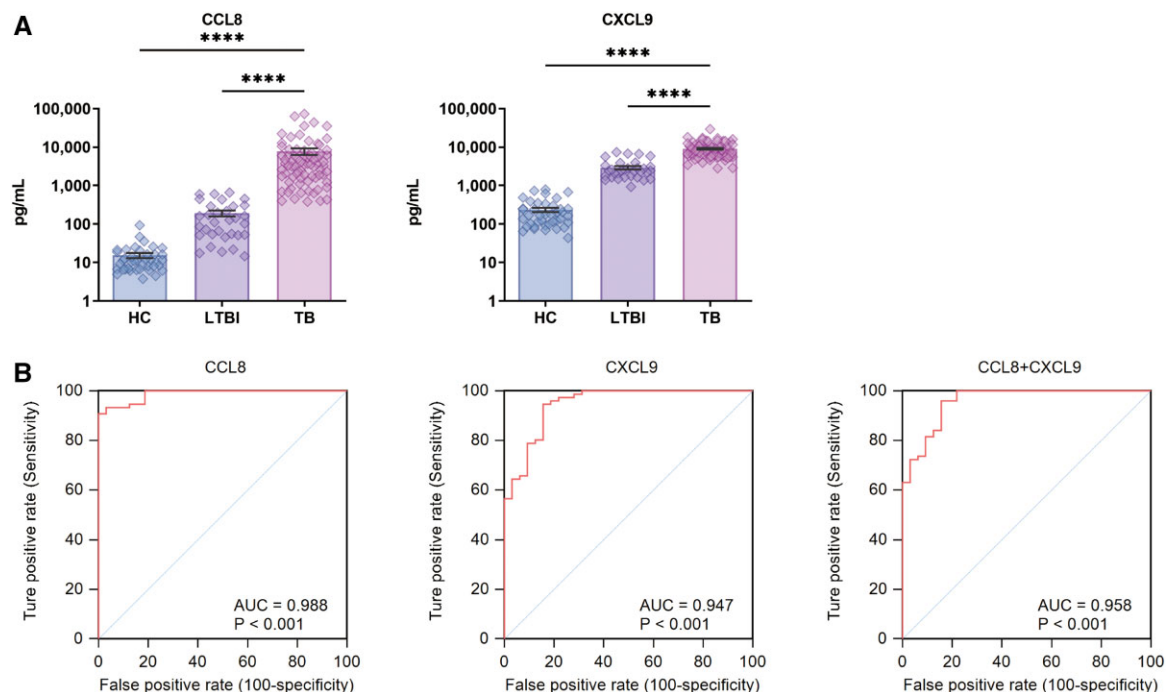 A
CCL8
****
****
100,000
10,000
1,000
100
10
1
pg/mL
HC LTBI TB
CXCL9
****
****
100,000
10,000
1,000
100
10
1
pg/mL
HC LTBI TB
B
CCL8
100
80
60
40
20
0
Ture positive rate (Sensitivity)
AUC = 0.988
P < 0.001
0 20 40 60 80 100
False positive rate (100-specificity)
CXCL9
100
80
60
40
20
0
Ture positive rate (Sensitivity)
AUC = 0.947
P < 0.001
0 20 40 60 80 100
False positive rate (100-specificity)
CCL8+CXCL9
100
80
60
40
20
0
Ture positive rate (Sensitivity)
AUC = 0.958
P < 0.001
0 20 40 60 80 100
False positive rate (100-specificity)